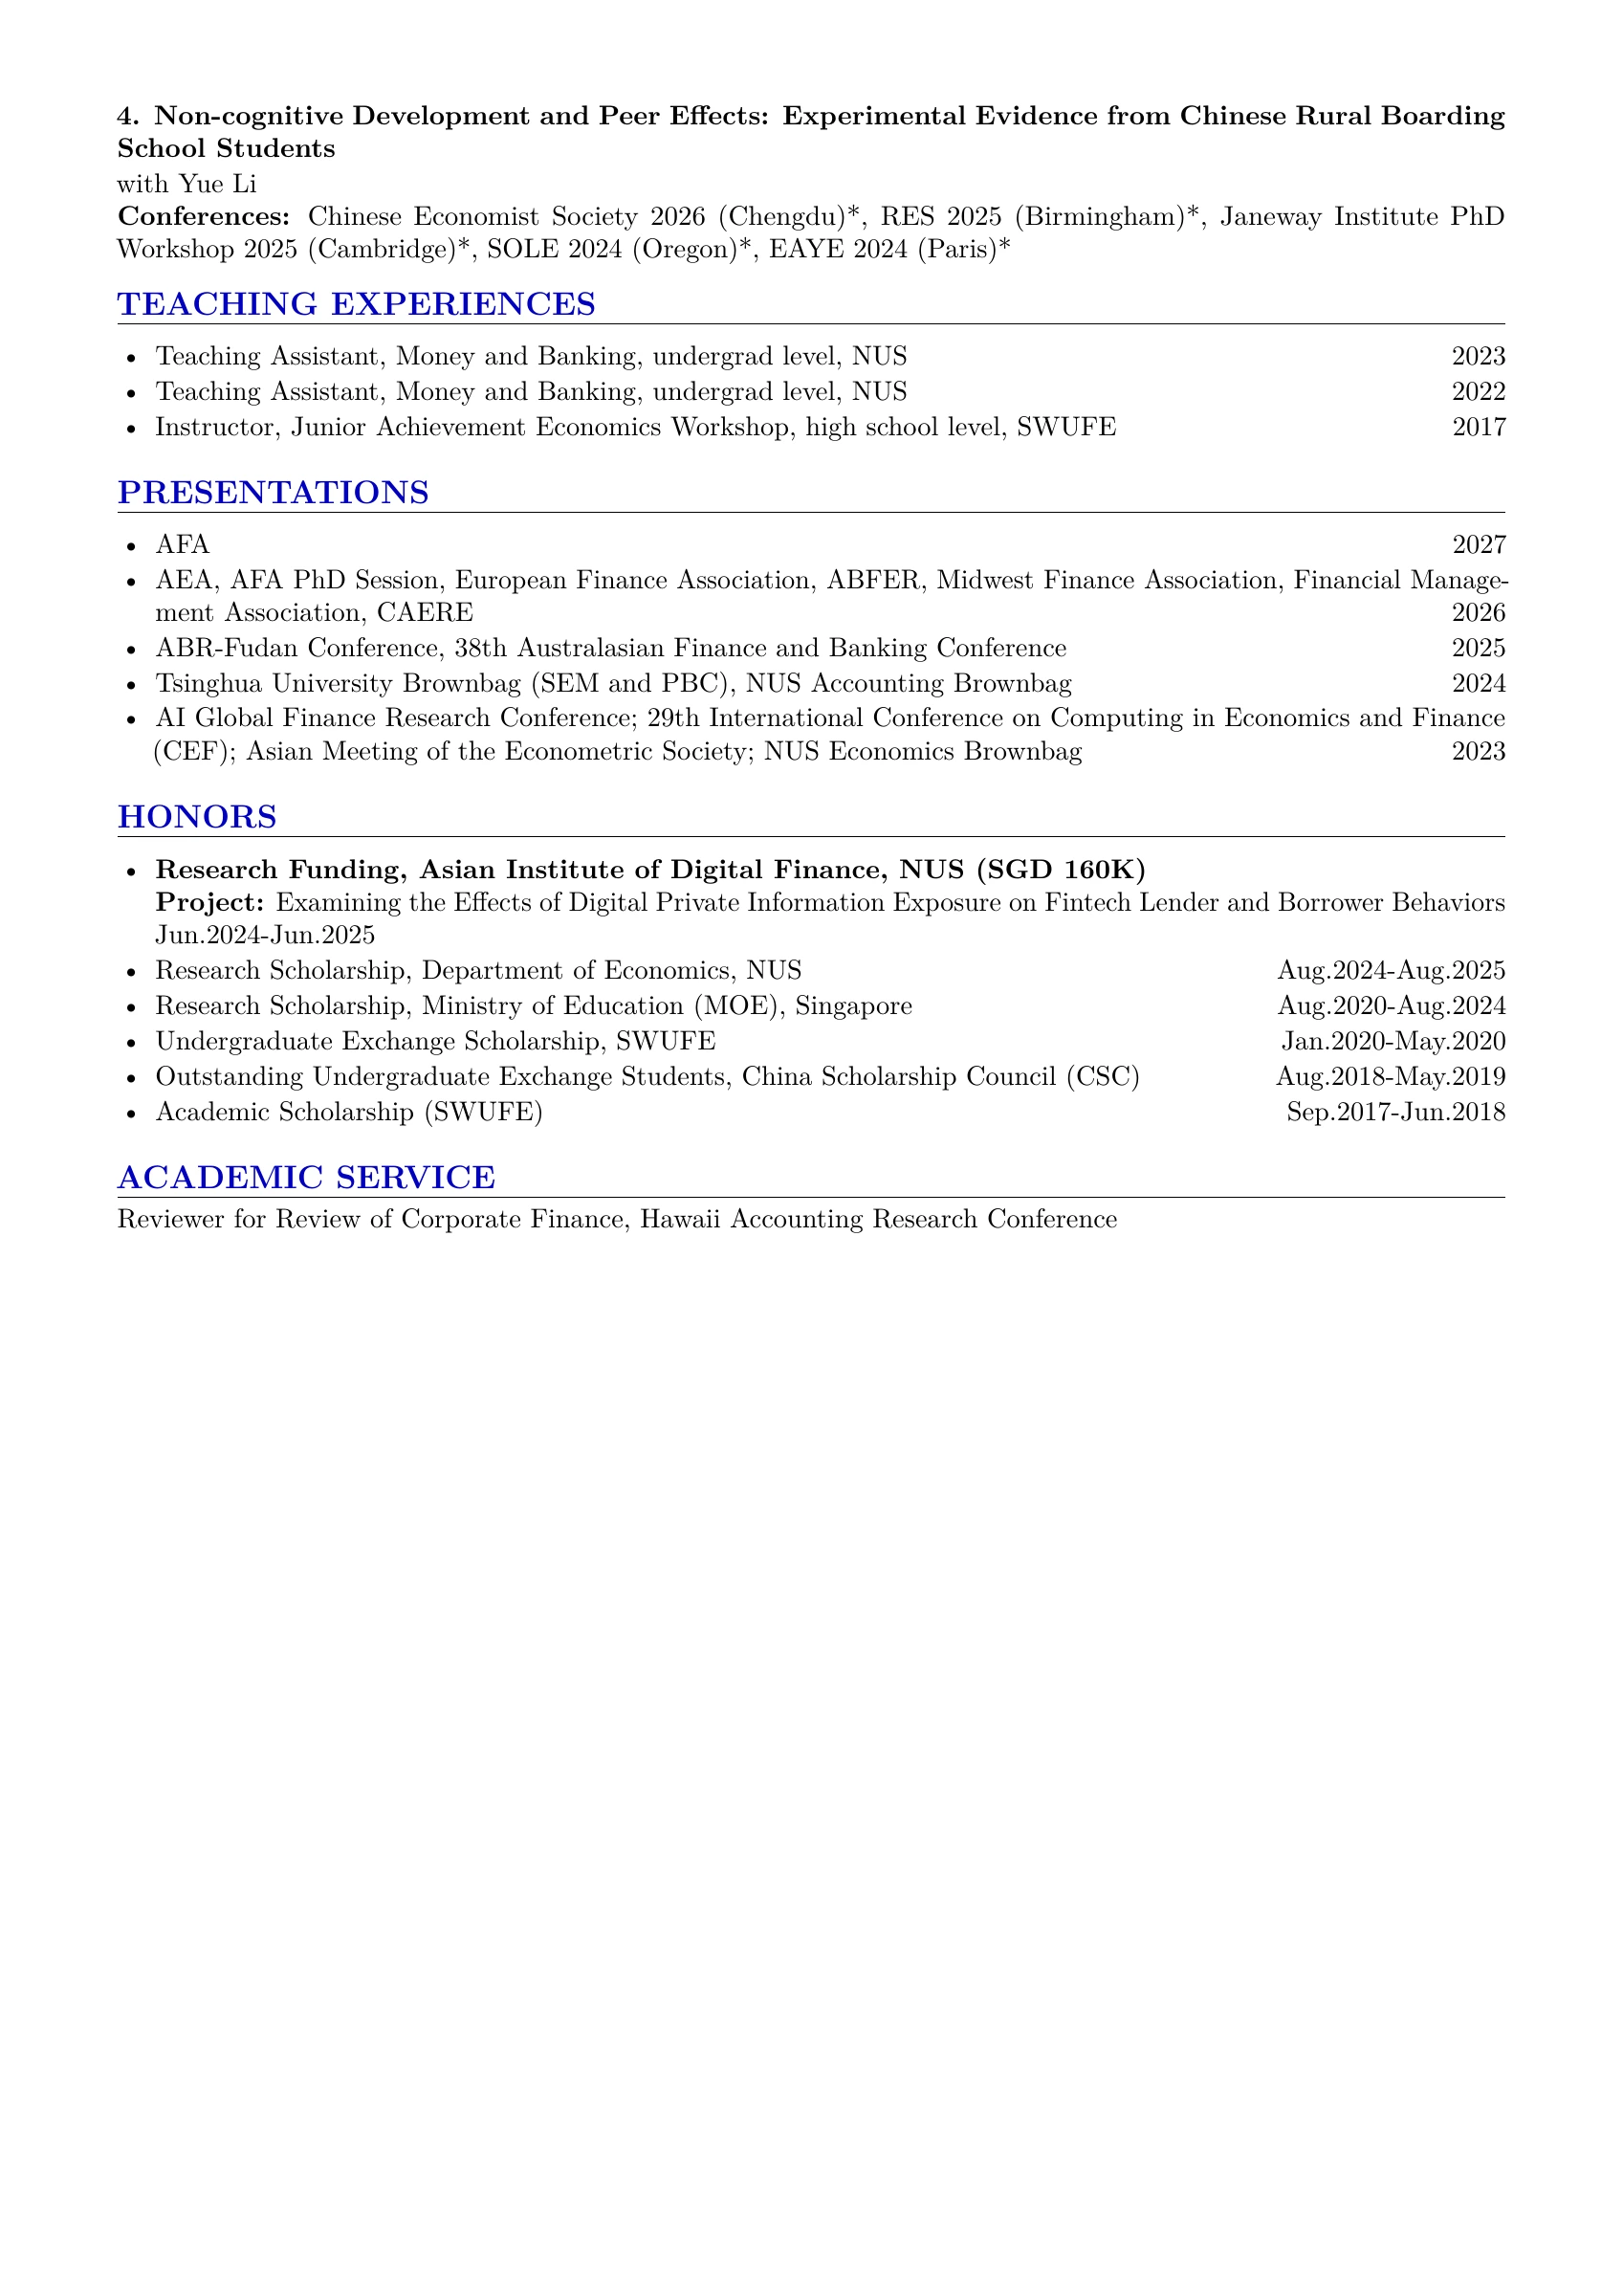 4. Non-cognitive Development and Peer Effects: Experimental Evidence from Chinese Rural Boarding
School Students
with Yue Li
Conferences: Chinese Economist Society 2026 (Chengdu)*, RES 2025 (Birmingham)*, Janeway Institute PhD
Workshop 2025 (Cambridge)*, SOLE 2024 (Oregon)*, EAYE 2024 (Paris)*
TEACHING EXPERIENCES
• Teaching Assistant, Money and Banking, undergrad level, NUS 2023
• Teaching Assistant, Money and Banking, undergrad level, NUS 2022
• Instructor, Junior Achievement Economics Workshop, high school level, SWUFE 2017
PRESENTATIONS
• AFA 2027
• AEA, AFA PhD Session, European Finance Association, ABFER, Midwest Finance Association, Financial Manage-
ment Association, CAERE 2026
• ABR-Fudan Conference, 38th Australasian Finance and Banking Conference 2025
• Tsinghua University Brownbag (SEM and PBC), NUS Accounting Brownbag 2024
• AI Global Finance Research Conference; 29th International Conference on Computing in Economics and Finance
(CEF); Asian Meeting of the Econometric Society; NUS Economics Brownbag 2023
HONORS
• Research Funding, Asian Institute of Digital Finance, NUS (SGD 160K)
Project: Examining the Effects of Digital Private Information Exposure on Fintech Lender and Borrower Behaviors
Jun.2024-Jun.2025
• Research Scholarship, Department of Economics, NUS Aug.2024-Aug.2025
• Research Scholarship, Ministry of Education (MOE), Singapore Aug.2020-Aug.2024
• Undergraduate Exchange Scholarship, SWUFE Jan.2020-May.2020
• Outstanding Undergraduate Exchange Students, China Scholarship Council (CSC) Aug.2018-May.2019
• Academic Scholarship (SWUFE) Sep.2017-Jun.2018
ACADEMIC SERVICE
Reviewer for Review of Corporate Finance, Hawaii Accounting Research Conference